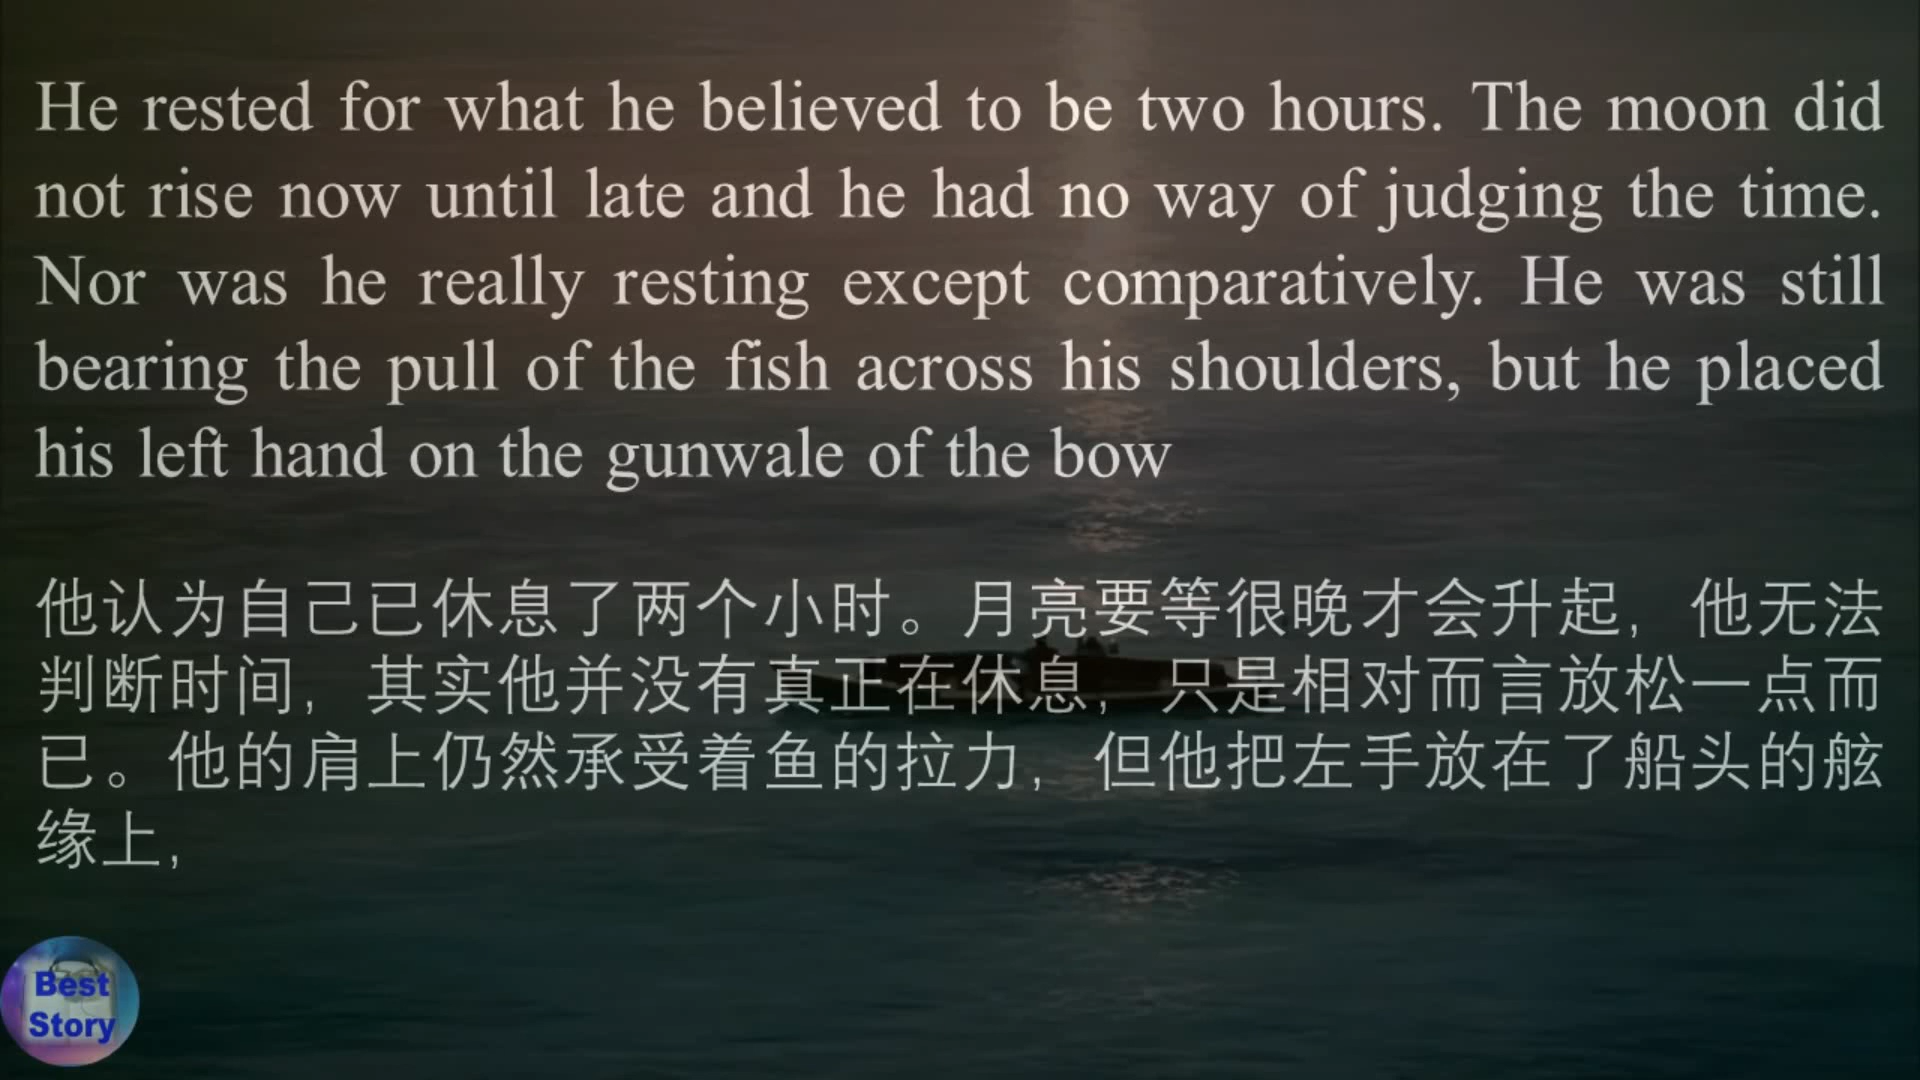 He rested for what he believed to be two hours. The moon did
not rise now until late and he had no way of judging the time.
Nor was he really resting except comparatively. He was still
bearing the pull of the fish across his shoulders, but he placed
his left hand on the gunwale of the bow
他认为自己已休息了两个小时。月亮要等很晚才会升起，他无法
判断时间，其实他并没有真正在休息，只是相对而言放松一点而
已。他的肩上仍然承受着鱼的拉力，但他把左手放在了船头的舷
缘上，
Best
Story